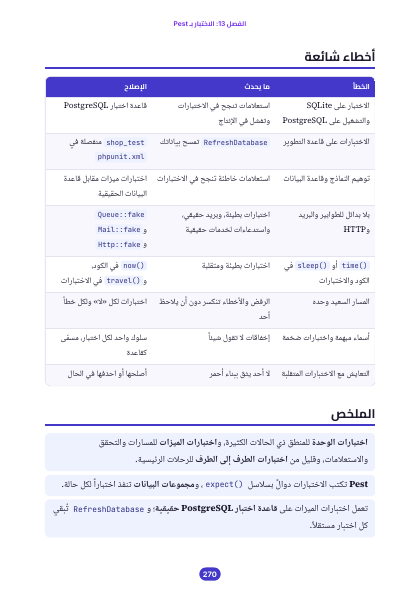 الفصل 13: الاختبار بـ Pest
أخطاء شائعة
الخطأ ما يحدث الإصلاح
الاختبار على SQLite والتشغيل على PostgreSQL استعلامات تنجح في الاختبارات وتفشل في الإنتاج قاعدة اختبار PostgreSQL
الاختبارات على قاعدة التطوير RefreshDatabase تمسح بياناتك shop_test منفصلة في phpunit.xml
توهيم النماذج وقاعدة البيانات استعلامات خاطئة تنجح في الاختبارات اختبارات ميزات مقابل قاعدة البيانات الحقيقية
بلا بدائل للطوابير والبريد وHTTP اختبارات بطيئة، وبريد حقيقي، واستدعاءات لخدمات حقيقية Queue::fake و Mail::fake و Http::fake
time() أو sleep() في الكود والاختبارات اختبارات بطيئة ومتقلبة now() في الكود، و travel() في الاختبارات
المسار السعيد وحده الرفض والأخطاء تنكسر دون أن يلاحظ أحد اختبارات لكل «لا» ولكل خطأ
أسماء مبهمة واختبارات ضخمة إخفاقات لا تقول شيئاً سلوك واحد لكل اختبار، مسمّى كقاعدة
التعايش مع الاختبارات المتقلبة لا أحد يثق ببناء أحمر أصلحها أو احذفها في الحال
الملخص
اختبارات الوحدة للمنطق ذي الحالات الكثيرة، واختبارات الميزات للمسارات والتحقق
والاستعلامات، وقليل من اختبارات الطرف إلى الطرف للرحلات الرئيسية.
Pest تكتب الاختبارات دوالّ بسلاسل expect()، ومجموعات البيانات تنفذ اختباراً لكل حالة.
تعمل اختبارات الميزات على قاعدة اختبار PostgreSQL حقيقية؛ و RefreshDatabase تُبقي
كل اختبار مستقلاً.
270